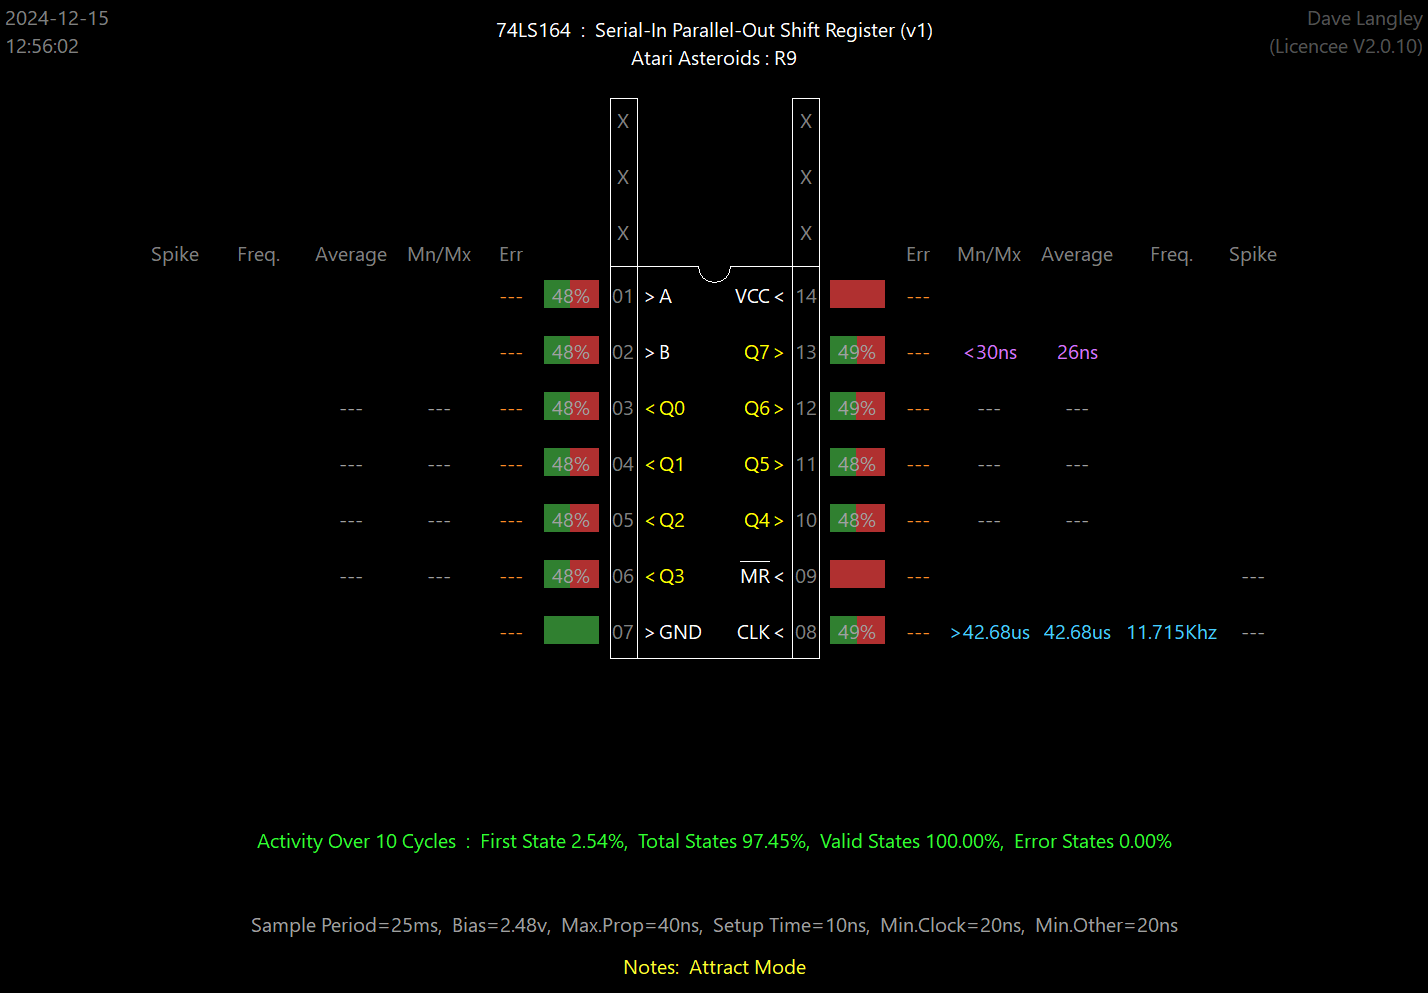 2024-12-15
12:56:02
74LS164 : Serial-In Parallel-Out Shift Register (v1)
Atari Asteroids : R9
Dave Langley
(Licencee V2.0.10)
X X
X X
X X
Spike Freq. Average Mn/Mx Err Err Mn/Mx Average Freq. Spike
--- 48% 01 > A VCC < 14 ---
--- 48% 02 > B Q7 > 13 49% --- <30ns 26ns
--- --- --- 48% 03 < Q0 Q6 > 12 49% --- --- ---
--- --- --- 48% 04 < Q1 Q5 > 11 48% --- --- ---
--- --- --- 48% 05 < Q2 Q4 > 10 48% --- --- ---
--- --- --- 48% 06 < Q3 M̅R̅ < 09 --- ---
--- 07 > GND CLK < 08 49% --- >42.68us 42.68us 11.715Khz ---
Activity Over 10 Cycles : First State 2.54%, Total States 97.45%, Valid States 100.00%, Error States 0.00%
Sample Period=25ms, Bias=2.48v, Max.Prop=40ns, Setup Time=10ns, Min.Clock=20ns, Min.Other=20ns
Notes: Attract Mode